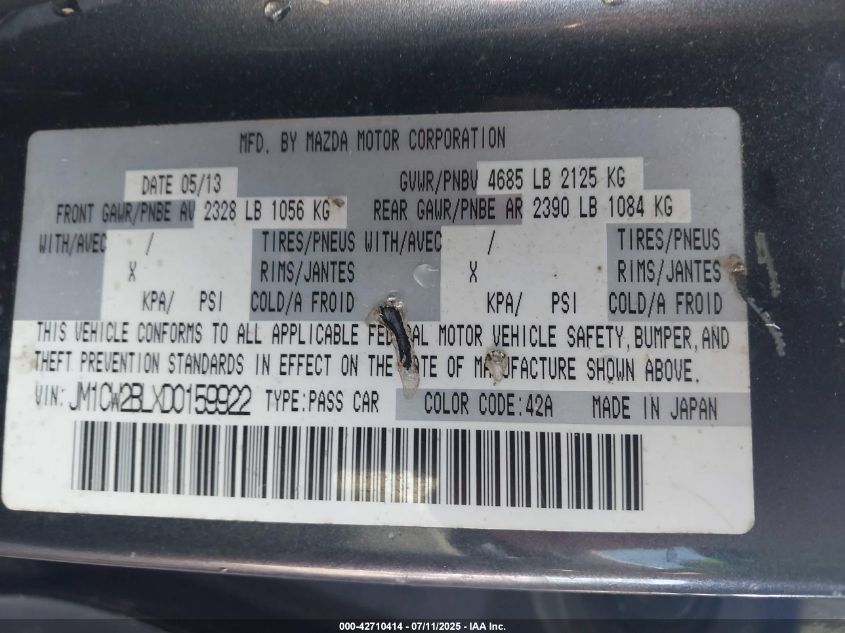 MFD. BY MAZDA MOTOR CORPORATION
DATE 05/13 GVWR/PNBV 4685 LB 2125 KG
FRONT GAWR/PNBE AV 2328 LB 1056 KG REAR GAWR/PNBE AR 2390 LB 1084 KG
WITH/AVEC / TIRES/PNEUS WITH/AVEC / TIRES/PNEUS
X RIMS/JANTES X RIMS/JANTES
KPA/ PSI COLD/A FROID KPA/ PSI COLD/A FROID
THIS VEHICLE CONFORMS TO ALL APPLICABLE FEDERAL MOTOR VEHICLE SAFETY, BUMPER, AND
THEFT PREVENTION STANDARDS IN EFFECT ON THE DATE OF MANUFACTURE SHOWN ABOVE.
VIN: JM1CW2BLXD0159922 TYPE:PASS CAR COLOR CODE:42A MADE IN JAPAN
000-42710414 - 07/11/2025 - IAA Inc.